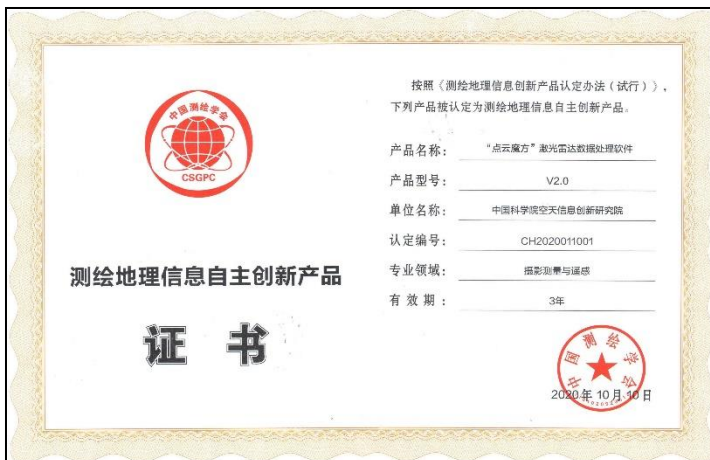 中国测绘学会
CSGPC
测绘地理信息自主创新产品
证书
按照《测绘地理信息创新产品认定办法(试行)》,
下列产品被认定为测绘地理信息自主创新产品。
产品名称: “点云魔方”激光雷达数据处理软件
产品型号: V2.0
单位名称: 中国科学院空天信息创新研究院
认定编号: CH2020011001
专业领域: 摄影测量与遥感
有效期: 3年
中国测绘学会
2020年10月10日